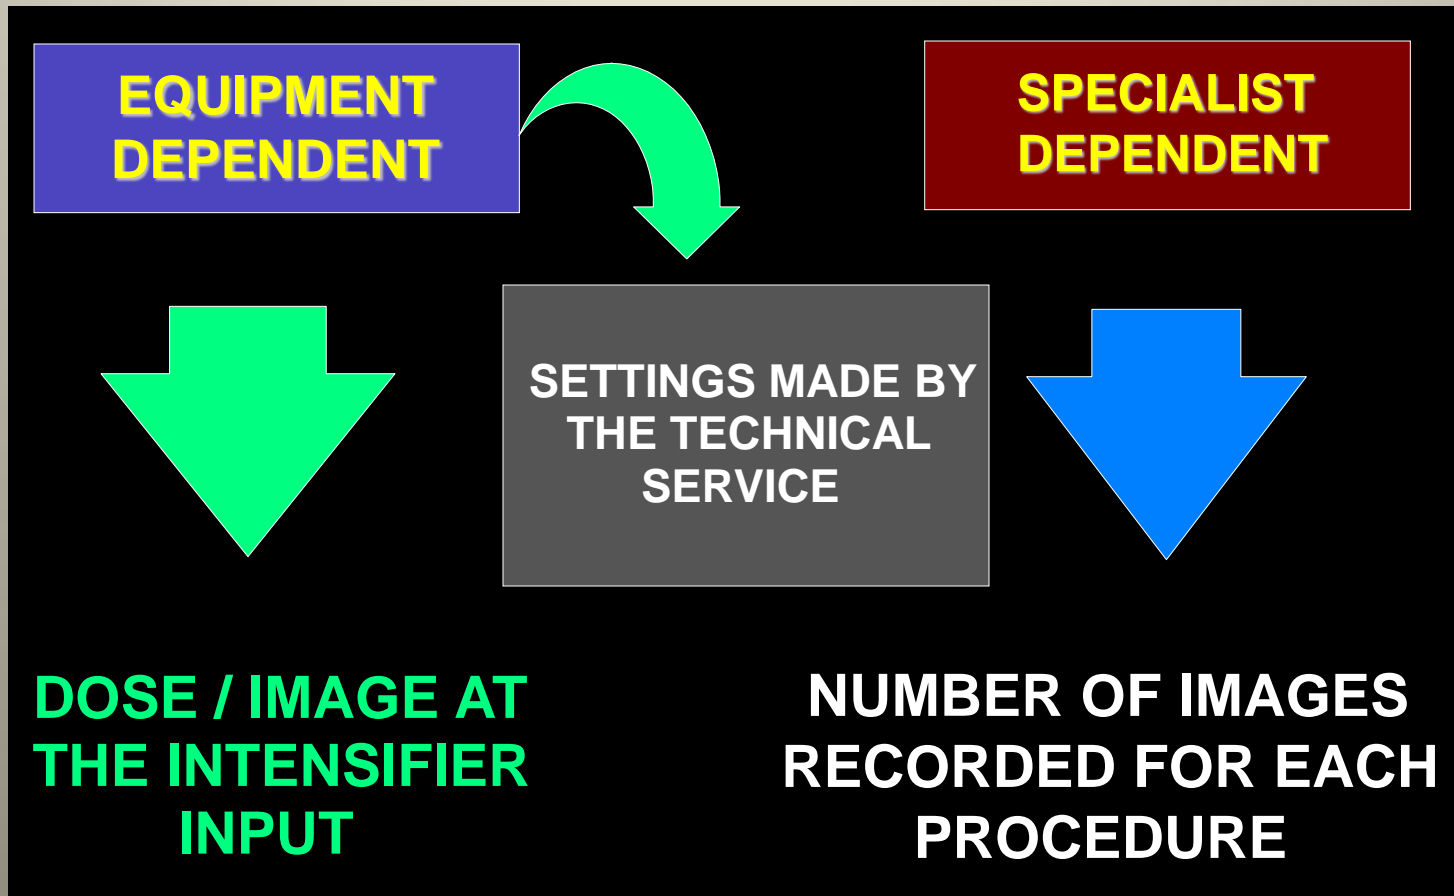 EQUIPMENT
DEPENDENT
SPECIALIST
DEPENDENT
SETTINGS MADE BY
THE TECHNICAL
SERVICE
DOSE / IMAGE AT
THE INTENSIFIER
INPUT
NUMBER OF IMAGES
RECORDED FOR EACH
PROCEDURE